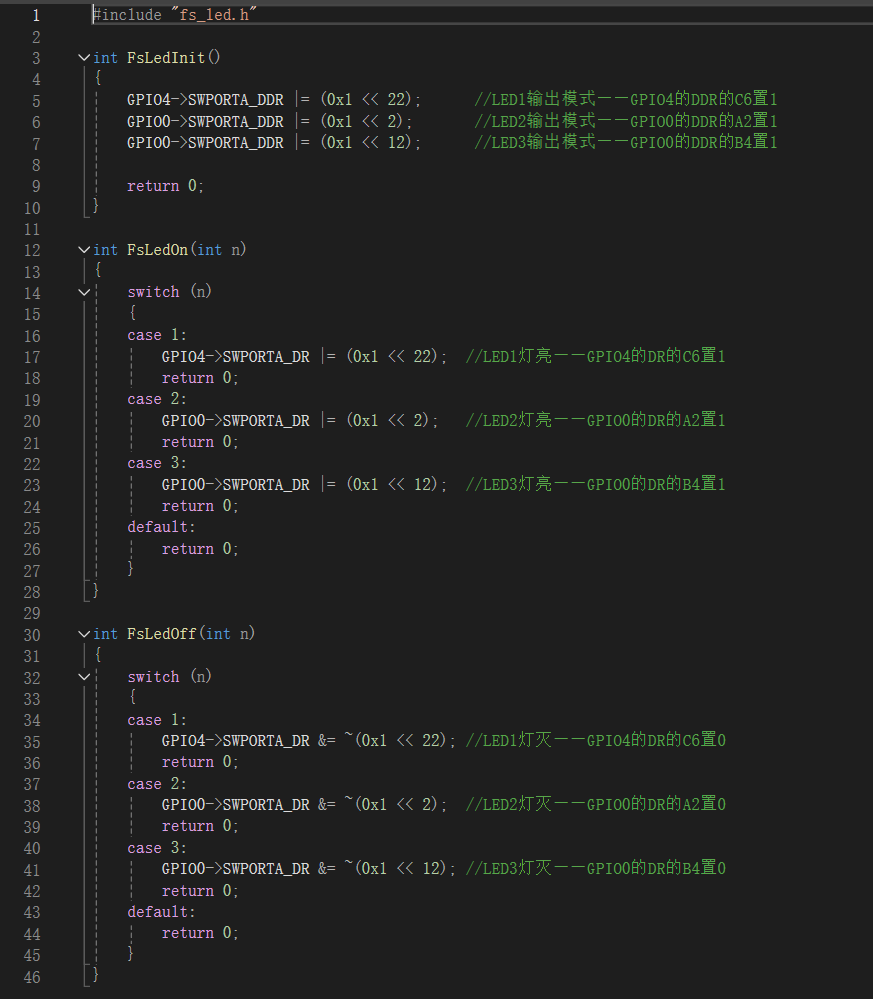 1 #include "fs_led.h"
2
3 int FsLedInit()
4 {
5 GPIO4->SWPORTA_DDR |= (0x1 << 22); //LED1输出模式——GPIO4的DDR的C6置1
6 GPIO0->SWPORTA_DDR |= (0x1 << 2); //LED2输出模式——GPIO0的DDR的A2置1
7 GPIO0->SWPORTA_DDR |= (0x1 << 12); //LED3输出模式——GPIO0的DDR的B4置1
8
9 return 0;
10 }
11
12 int FsLedOn(int n)
13 {
14 switch (n)
15 {
16 case 1:
17 GPIO4->SWPORTA_DR |= (0x1 << 22); //LED1灯亮——GPIO4的DR的C6置1
18 return 0;
19 case 2:
20 GPIO0->SWPORTA_DR |= (0x1 << 2); //LED2灯亮——GPIO0的DR的A2置1
21 return 0;
22 case 3:
23 GPIO0->SWPORTA_DR |= (0x1 << 12); //LED3灯亮——GPIO0的DR的B4置1
24 return 0;
25 default:
26 return 0;
27 }
28 }
29
30 int FsLedOff(int n)
31 {
32 switch (n)
33 {
34 case 1:
35 GPIO4->SWPORTA_DR &= ~(0x1 << 22); //LED1灯灭——GPIO4的DR的C6置0
36 return 0;
37 case 2:
38 GPIO0->SWPORTA_DR &= ~(0x1 << 2); //LED2灯灭——GPIO0的DR的A2置0
39 return 0;
40 case 3:
41 GPIO0->SWPORTA_DR &= ~(0x1 << 12); //LED3灯灭——GPIO0的DR的B4置0
42 return 0;
43 default:
44 return 0;
45 }
46 }